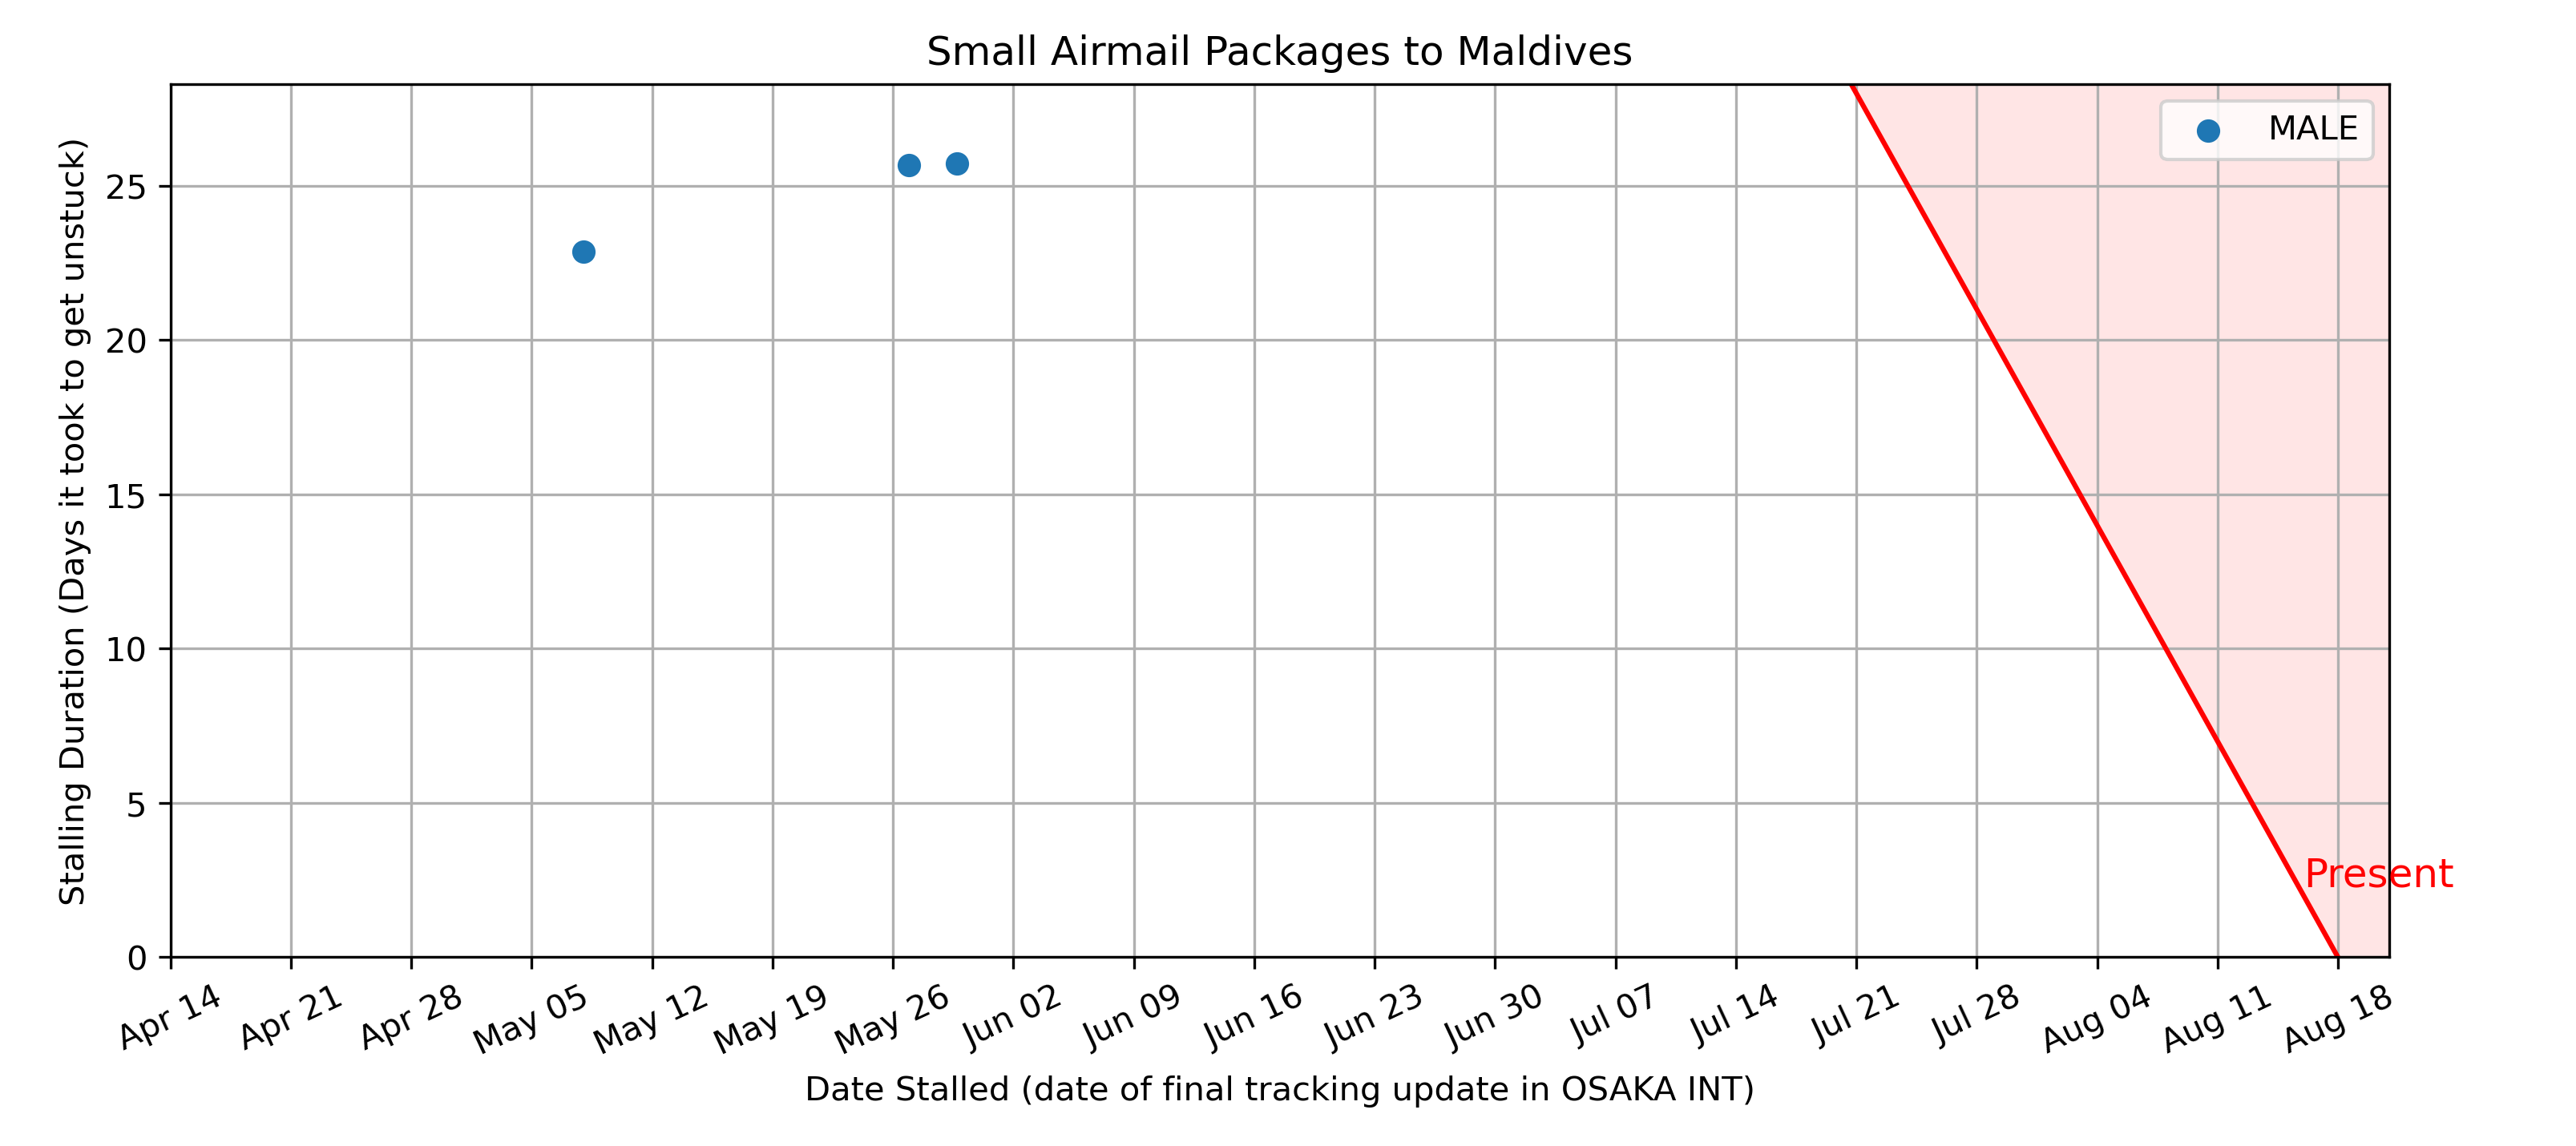 Small Airmail Packages to Maldives
MALE
Stalling Duration (Days it took to get unstuck)
25
20
15
10
5
0
Present
Apr 14
Apr 21
Apr 28
May 05
May 12
May 19
May 26
Jun 02
Jun 09
Jun 16
Jun 23
Jun 30
Jul 07
Jul 14
Jul 21
Jul 28
Aug 04
Aug 11
Aug 18
Date Stalled (date of final tracking update in OSAKA INT)